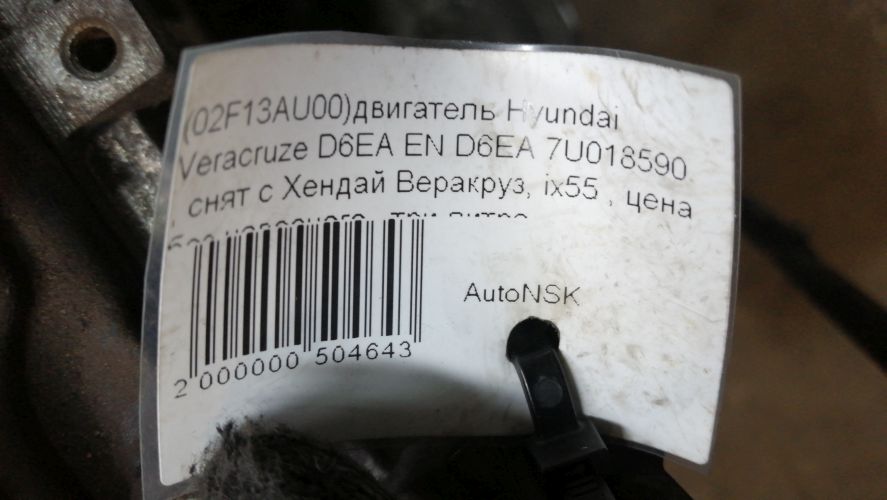 (02F13AU00)двигатель Hyundai
Veracruze D6EA EN D6EA 7U018590
, снят с Хендай Веракруз, ix55 , цена
AutoNSK
2 000000 504643